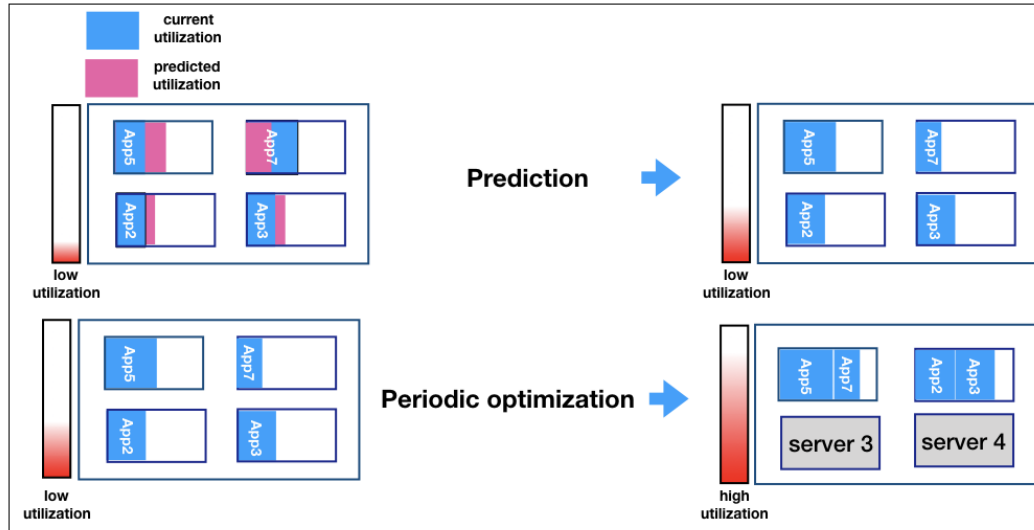 current
utilization
predicted
utilization
App5
App7
App2
App3
low
utilization
Prediction
App5
App7
App2
App3
low
utilization
App5
App7
App2
App3
low
utilization
Periodic optimization
App5
App7
App2
App3
server 3
server 4
high
utilization